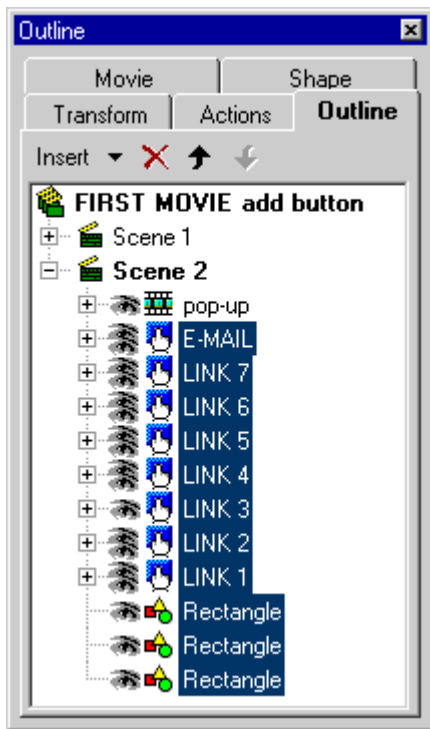 Outline
Movie Shape
Transform Actions Outline
Insert
FIRST MOVIE add button
Scene 1
Scene 2
pop-up
E-MAIL
LINK 7
LINK 6
LINK 5
LINK 4
LINK 3
LINK 2
LINK 1
Rectangle
Rectangle
Rectangle